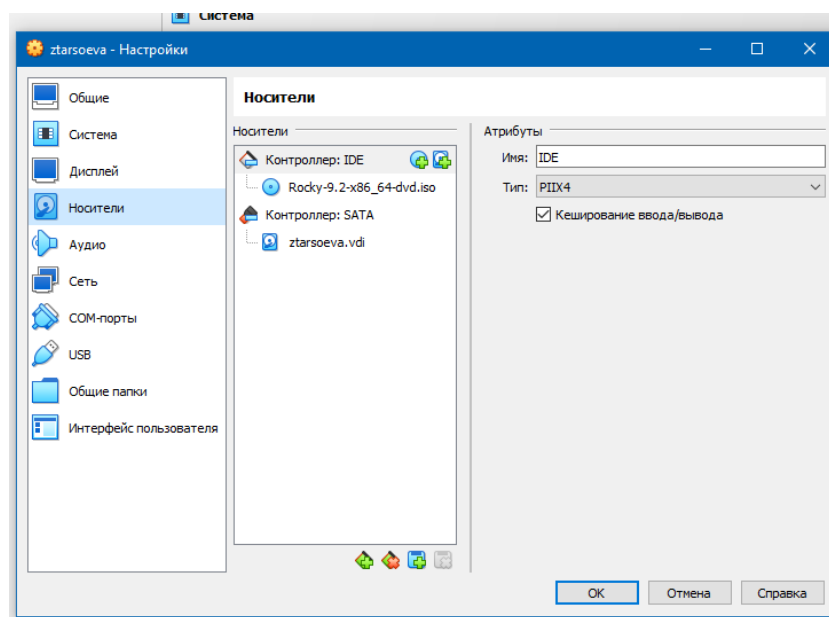 Система
ztarsoeva - Настройки
Общие
Система
Дисплей
Носители
Аудио
Сеть
COM-порты
USB
Общие папки
Интерфейс пользователя
Носители
Носители
Контроллер: IDE
Rocky-9.2-x86_64-dvd.iso
Контроллер: SATA
ztarsoeva.vdi
Атрибуты
Имя: IDE
Тип: PIIX4
Кеширование ввода/вывода
OK Отмена Справка